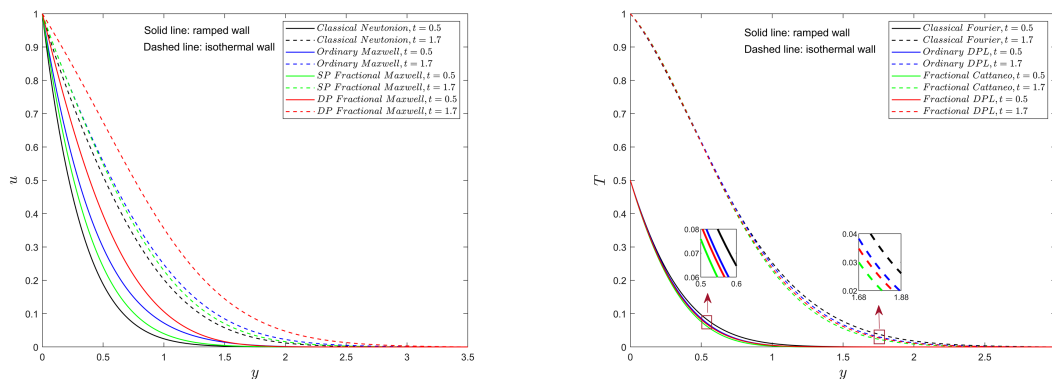 Solid line: ramped wall
Dashed line: isothermal wall
Classical Newtonion, t = 0.5
Classical Newtonion, t = 1.7
Ordinary Maxwell, t = 0.5
Ordinary Maxwell, t = 1.7
SP Fractional Maxwell, t = 0.5
SP Fractional Maxwell, t = 1.7
DP Fractional Maxwell, t = 0.5
DP Fractional Maxwell, t = 1.7
1
0.9
0.8
0.7
0.6
0.5
0.4
0.3
0.2
0.1
0
u
0 0.5 1 1.5 2 2.5 3 3.5
y
Solid line: ramped wall
Dashed line: isothermal wall
Classical Fourier, t = 0.5
Classical Fourier, t = 1.7
Ordinary DPL, t = 0.5
Ordinary DPL, t = 1.7
Fractional Cattaneo, t = 0.5
Fractional Cattaneo, t = 1.7
Fractional DPL, t = 0.5
Fractional DPL, t = 1.7
1
0.9
0.8
0.7
0.6
0.5
0.4
0.3
0.2
0.1
0
T
0.08
0.07
0.06
0.5 0.6
0.04
0.03
0.02
1.68 1.88
0 0.5 1 1.5 2 2.5
y